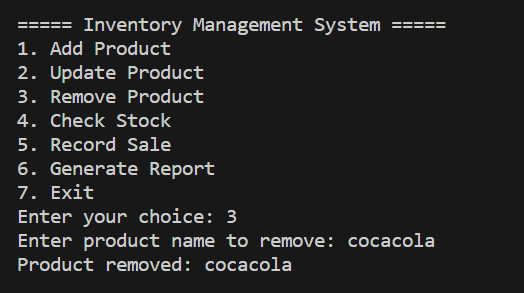 ===== Inventory Management System =====
1. Add Product
2. Update Product
3. Remove Product
4. Check Stock
5. Record Sale
6. Generate Report
7. Exit
Enter your choice: 3
Enter product name to remove: cocacola
Product removed: cocacola